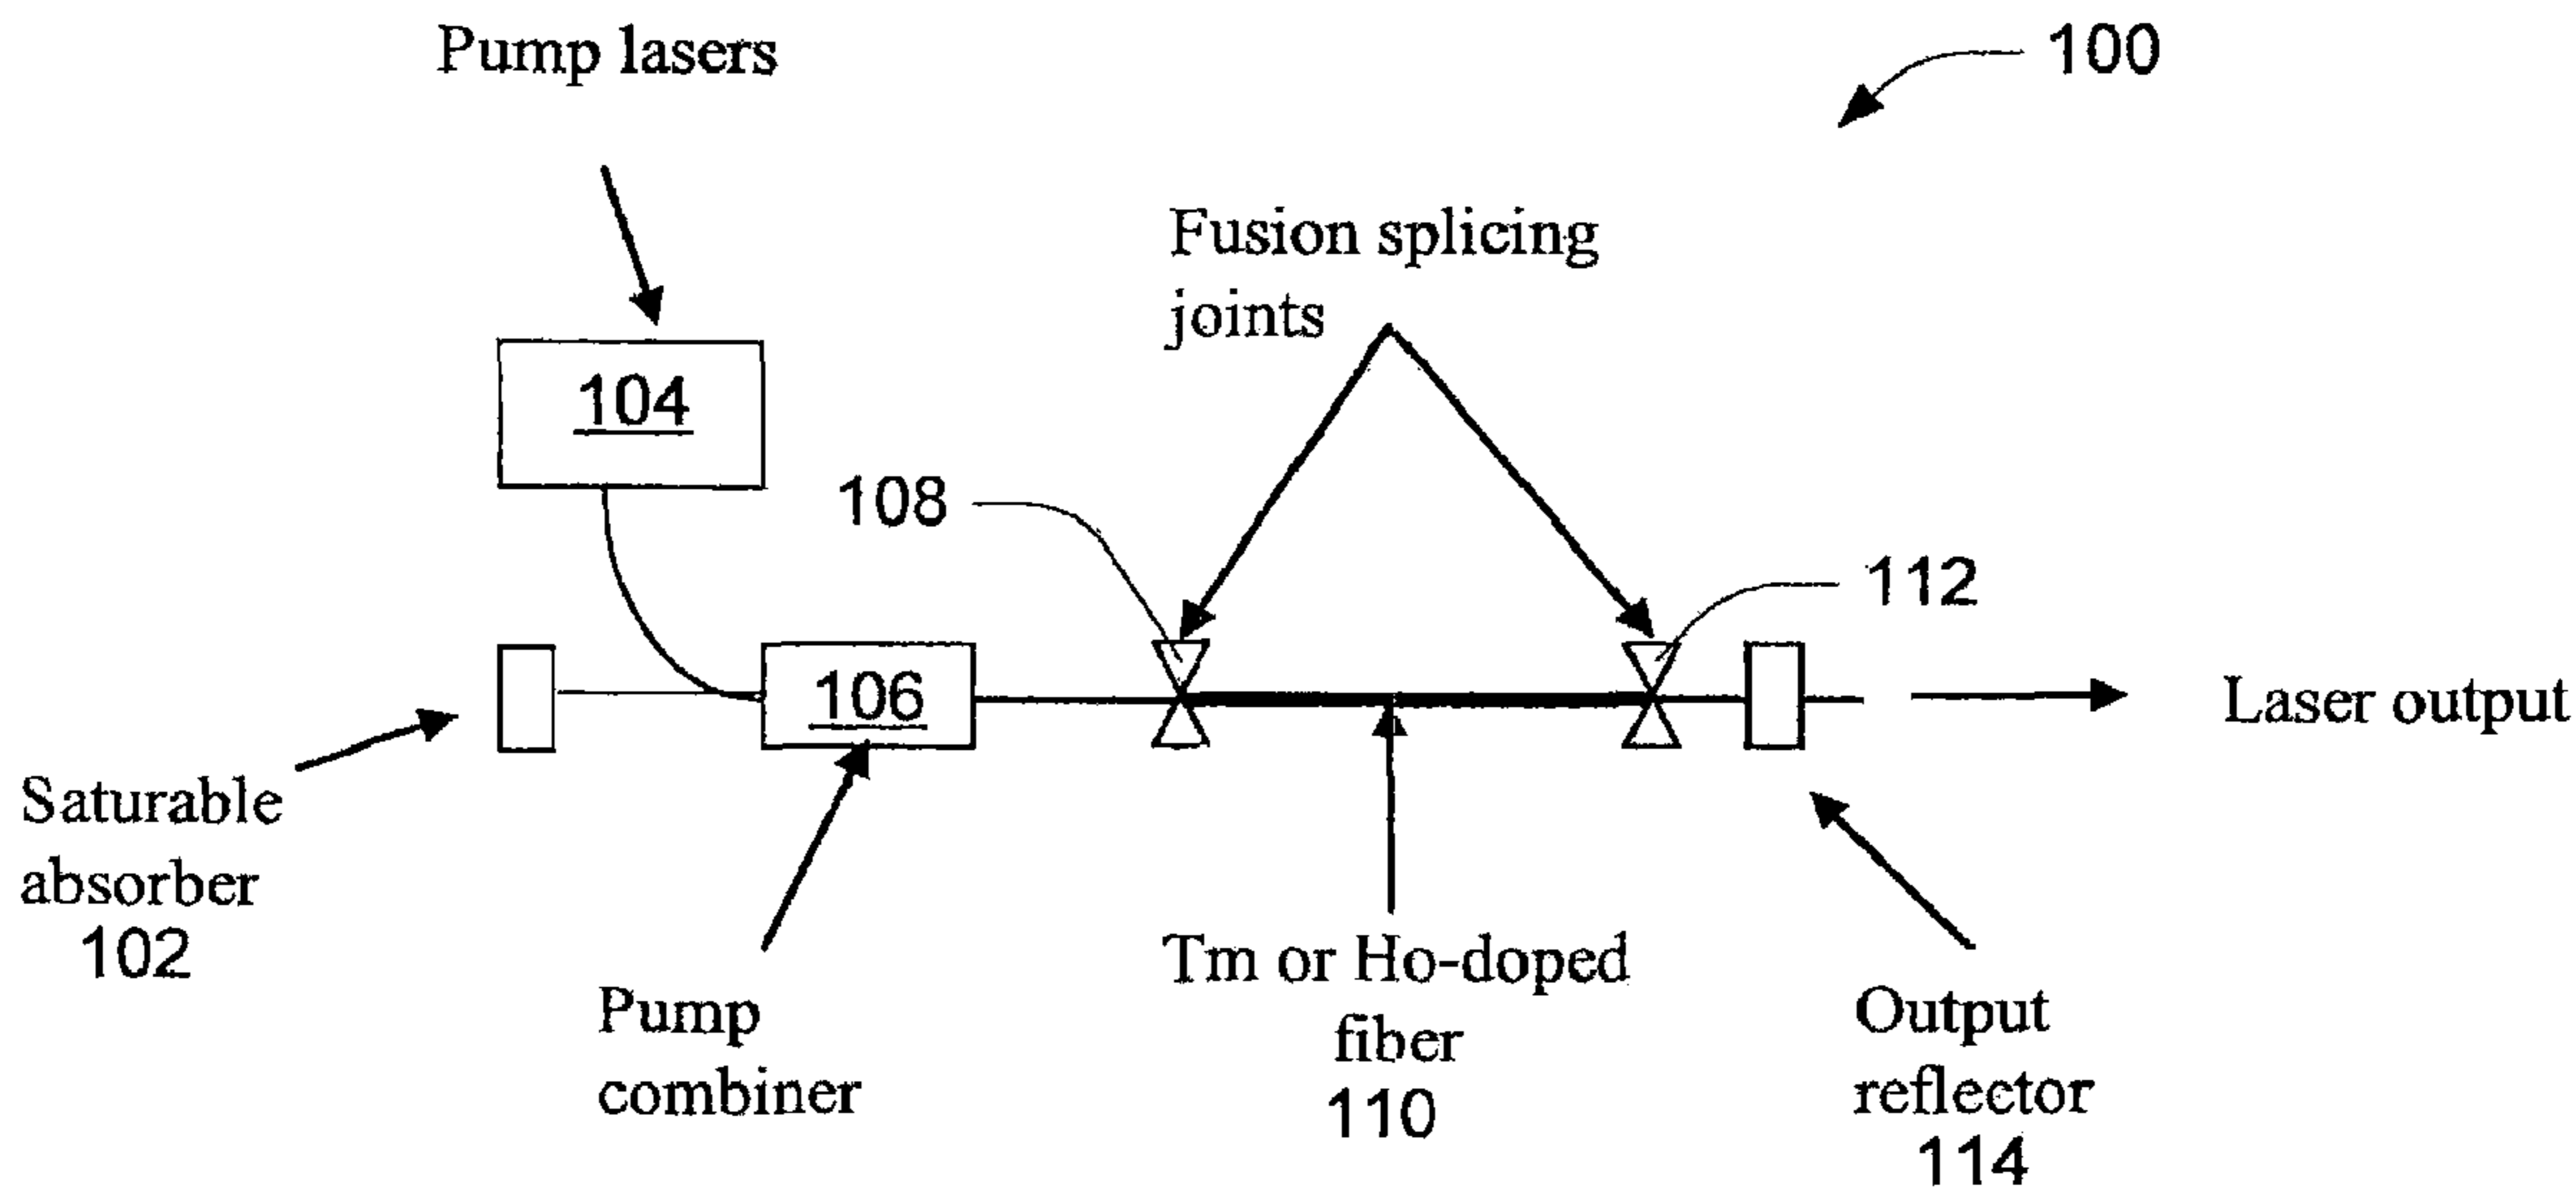 Pump lasers
100
Fusion splicing
joints
104
108
112
106
Laser output
Saturable
absorber
102
Tm or Ho-doped
fiber
110
Pump
combiner
Output
reflector
114